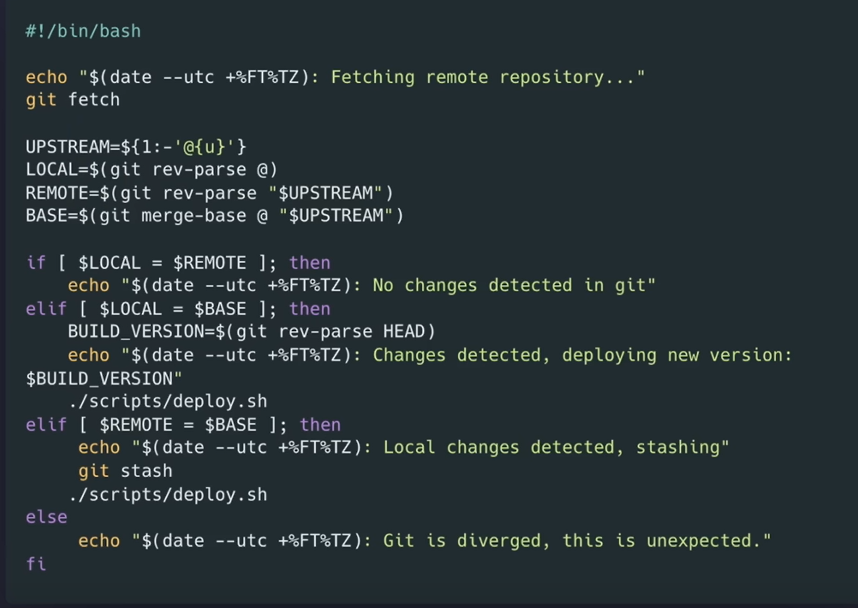 #!/bin/bash
echo "$(date --utc +%FT%TZ): Fetching remote repository..."
git fetch
UPSTREAM=${1:-'@{u}'}
LOCAL=$(git rev-parse @)
REMOTE=$(git rev-parse "$UPSTREAM")
BASE=$(git merge-base @ "$UPSTREAM")
if [ $LOCAL = $REMOTE ]; then
    echo "$(date --utc +%FT%TZ): No changes detected in git"
elif [ $LOCAL = $BASE ]; then
    BUILD_VERSION=$(git rev-parse HEAD)
    echo "$(date --utc +%FT%TZ): Changes detected, deploying new version:
$BUILD_VERSION"
    ./scripts/deploy.sh
elif [ $REMOTE = $BASE ]; then
     echo "$(date --utc +%FT%TZ): Local changes detected, stashing"
     git stash
    ./scripts/deploy.sh
else
     echo "$(date --utc +%FT%TZ): Git is diverged, this is unexpected."
fi